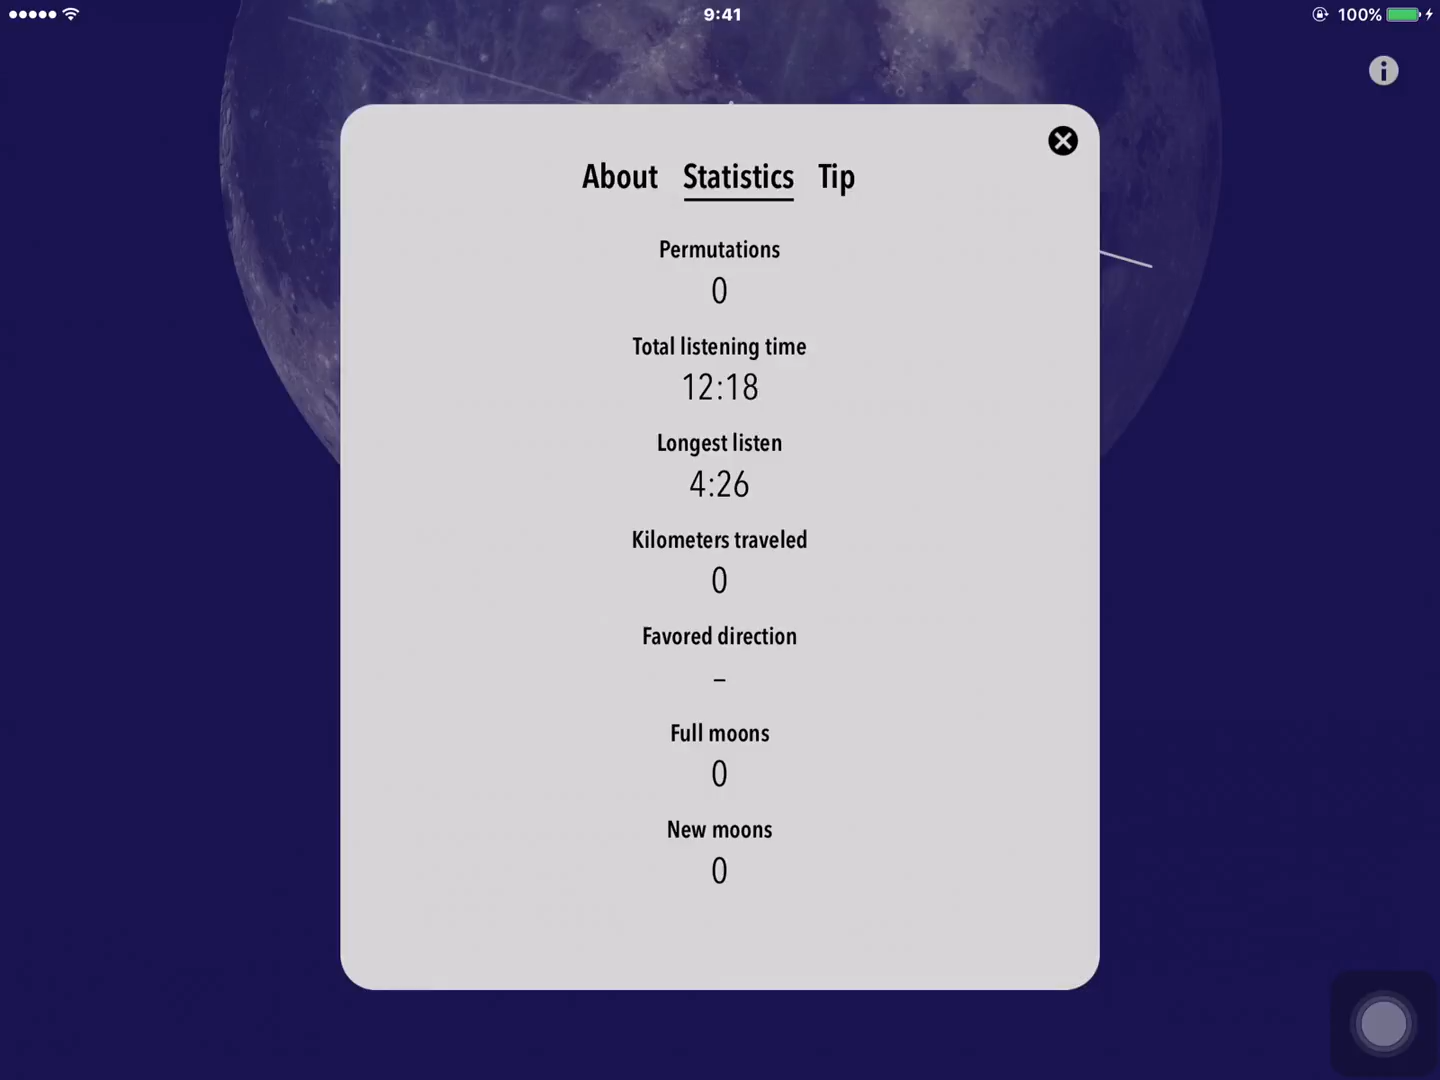 9:41
100%
About Statistics Tip
Permutations
0
Total listening time
12:18
Longest listen
4:26
Kilometers traveled
0
Favored direction
–
Full moons
0
New moons
0